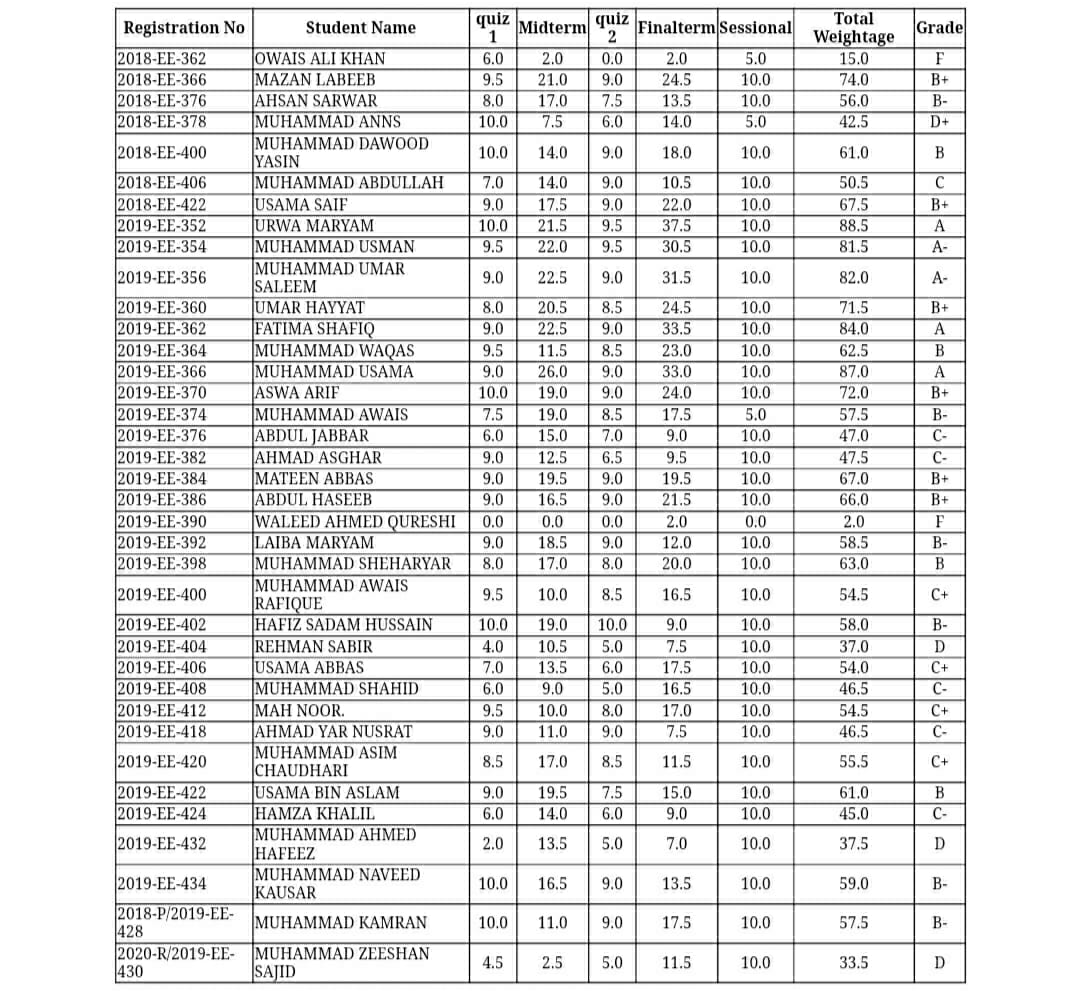 Registration No Student Name quiz 1 Midterm quiz 2 Finalterm Sessional Total Weightage Grade
2018-EE-362 OWAIS ALI KHAN 6.0 2.0 0.0 2.0 5.0 15.0 F
2018-EE-366 MAZAN LABEEB 9.5 21.0 9.0 24.5 10.0 74.0 B+
2018-EE-376 AHSAN SARWAR 8.0 17.0 7.5 13.5 10.0 56.0 B-
2018-EE-378 MUHAMMAD ANNS 10.0 7.5 6.0 14.0 5.0 42.5 D+
2018-EE-400 MUHAMMAD DAWOOD YASIN 10.0 14.0 9.0 18.0 10.0 61.0 B
2018-EE-406 MUHAMMAD ABDULLAH 7.0 14.0 9.0 10.5 10.0 50.5 C
2018-EE-422 USAMA SAIF 9.0 17.5 9.0 22.0 10.0 67.5 B+
2019-EE-352 URWA MARYAM 10.0 21.5 9.5 37.5 10.0 88.5 A
2019-EE-354 MUHAMMAD USMAN 9.5 22.0 9.5 30.5 10.0 81.5 A-
2019-EE-356 MUHAMMAD UMAR SALEEM 9.0 22.5 9.0 31.5 10.0 82.0 A-
2019-EE-360 UMAR HAYYAT 8.0 20.5 8.5 24.5 10.0 71.5 B+
2019-EE-362 FATIMA SHAFIQ 9.0 22.5 9.0 33.5 10.0 84.0 A
2019-EE-364 MUHAMMAD WAQAS 9.5 11.5 8.5 23.0 10.0 62.5 B
2019-EE-366 MUHAMMAD USAMA 9.0 26.0 9.0 33.0 10.0 87.0 A
2019-EE-370 ASWA ARIF 10.0 19.0 9.0 24.0 10.0 72.0 B+
2019-EE-374 MUHAMMAD AWAIS 7.5 19.0 8.5 17.5 5.0 57.5 B-
2019-EE-376 ABDUL JABBAR 6.0 15.0 7.0 9.0 10.0 47.0 C-
2019-EE-382 AHMAD ASGHAR 9.0 12.5 6.5 9.5 10.0 47.5 C-
2019-EE-384 MATEEN ABBAS 9.0 19.5 9.0 19.5 10.0 67.0 B+
2019-EE-386 ABDUL HASEEB 9.0 16.5 9.0 21.5 10.0 66.0 B+
2019-EE-390 WALEED AHMED QURESHI 0.0 0.0 0.0 2.0 0.0 2.0 F
2019-EE-392 LAIBA MARYAM 9.0 18.5 9.0 12.0 10.0 58.5 B-
2019-EE-398 MUHAMMAD SHEHARYAR 8.0 17.0 8.0 20.0 10.0 63.0 B
2019-EE-400 MUHAMMAD AWAIS RAFIQUE 9.5 10.0 8.5 16.5 10.0 54.5 C+
2019-EE-402 HAFIZ SADAM HUSSAIN 10.0 19.0 10.0 9.0 10.0 58.0 B-
2019-EE-404 REHMAN SABIR 4.0 10.5 5.0 7.5 10.0 37.0 D
2019-EE-406 USAMA ABBAS 7.0 13.5 6.0 17.5 10.0 54.0 C+
2019-EE-408 MUHAMMAD SHAHID 6.0 9.0 5.0 16.5 10.0 46.5 C-
2019-EE-412 MAH NOOR. 9.5 10.0 8.0 17.0 10.0 54.5 C+
2019-EE-418 AHMAD YAR NUSRAT 9.0 11.0 9.0 7.5 10.0 46.5 C-
2019-EE-420 MUHAMMAD ASIM CHAUDHARI 8.5 17.0 8.5 11.5 10.0 55.5 C+
2019-EE-422 USAMA BIN ASLAM 9.0 19.5 7.5 15.0 10.0 61.0 B
2019-EE-424 HAMZA KHALIL 6.0 14.0 6.0 9.0 10.0 45.0 C-
2019-EE-432 MUHAMMAD AHMED HAFEEZ 2.0 13.5 5.0 7.0 10.0 37.5 D
2019-EE-434 MUHAMMAD NAVEED KAUSAR 10.0 16.5 9.0 13.5 10.0 59.0 B-
2018-P/2019-EE-428 MUHAMMAD KAMRAN 10.0 11.0 9.0 17.5 10.0 57.5 B-
2020-R/2019-EE-430 MUHAMMAD ZEESHAN SAJID 4.5 2.5 5.0 11.5 10.0 33.5 D